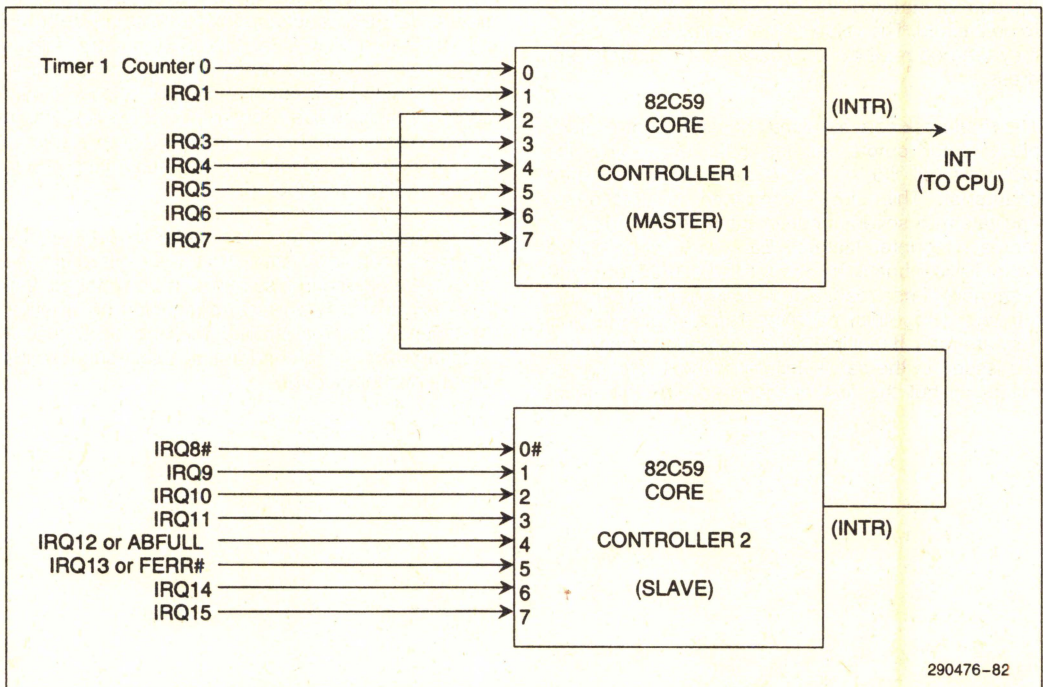 Timer 1 Counter 0
IRQ1
IRQ3
IRQ4
IRQ5
IRQ6
IRQ7
0
1
2
3
4
5
6
7
82C59
CORE
CONTROLLER 1
(MASTER)
(INTR)
INT
(TO CPU)
IRQ8#
IRQ9
IRQ10
IRQ11
IRQ12 or ABFULL
IRQ13 or FERR#
IRQ14
IRQ15
0#
1
2
3
4
5
6
7
82C59
CORE
CONTROLLER 2
(SLAVE)
(INTR)
290476-82